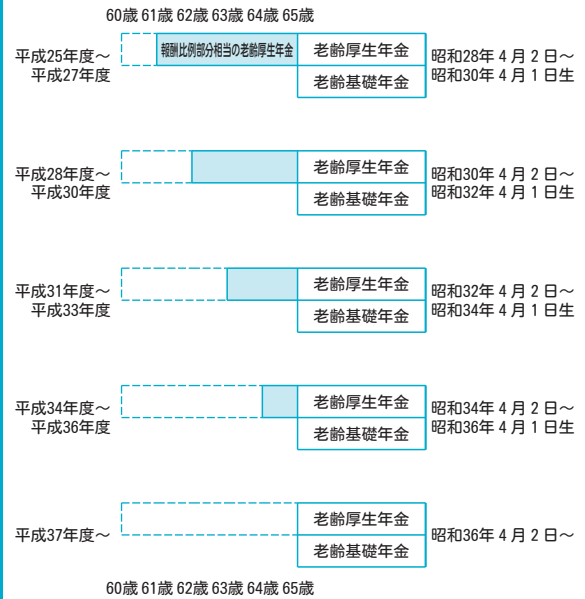 60歳 61歳 62歳 63歳 64歳 65歳
平成25年度～
平成27年度
報酬比例部分相当の老齢厚生年金
老齢厚生年金
老齢基礎年金
昭和28年4月2日～
昭和30年4月1日生
平成28年度～
平成30年度
老齢厚生年金
老齢基礎年金
昭和30年4月2日～
昭和32年4月1日生
平成31年度～
平成33年度
老齢厚生年金
老齢基礎年金
昭和32年4月2日～
昭和34年4月1日生
平成34年度～
平成36年度
老齢厚生年金
老齢基礎年金
昭和34年4月2日～
昭和36年4月1日生
平成37年度～
老齢厚生年金
老齢基礎年金
昭和36年4月2日～
60歳 61歳 62歳 63歳 64歳 65歳